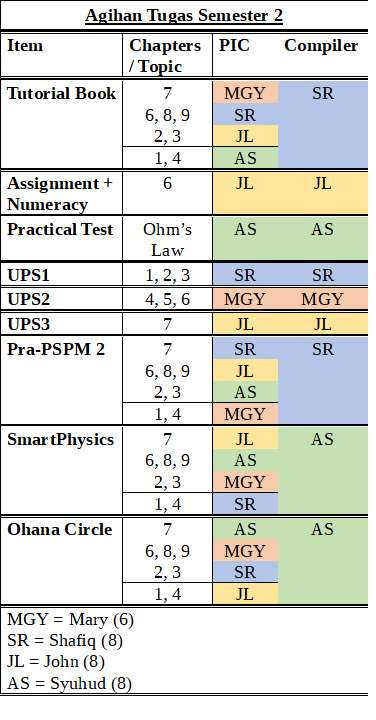 Agihan Tugas Semester 2
Item Chapters / Topic PIC Compiler
Tutorial Book 7 MGY SR
6, 8, 9 SR
2, 3 JL
1, 4 AS
Assignment + Numeracy 6 JL JL
Practical Test Ohm’s Law AS AS
UPS1 1, 2, 3 SR SR
UPS2 4, 5, 6 MGY MGY
UPS3 7 JL JL
Pra-PSPM 2 7 SR SR
6, 8, 9 JL
2, 3 AS
1, 4 MGY
SmartPhysics 7 JL AS
6, 8, 9 AS
2, 3 MGY
1, 4 SR
Ohana Circle 7 AS AS
6, 8, 9 MGY
2, 3 SR
1, 4 JL
MGY = Mary (6)
SR = Shafiq (8)
JL = John (8)
AS = Syuhud (8)